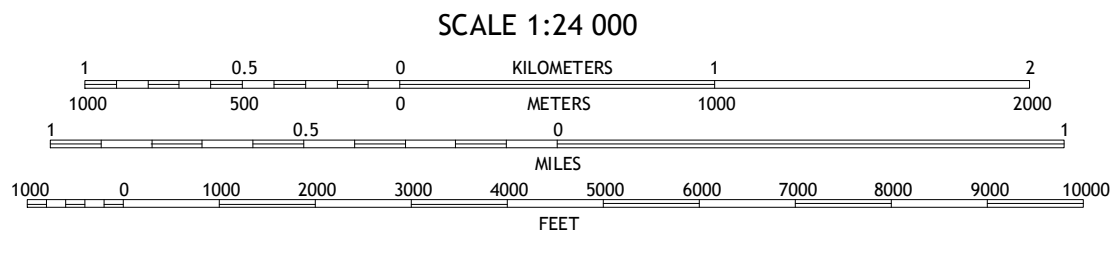 SCALE 1:24 000
1 0.5 0 KILOMETERS 1 2
1000 500 0 METERS 1000 2000
1 0.5 0 1
MILES
1000 0 1000 2000 3000 4000 5000 6000 7000 8000 9000 10000
FEET